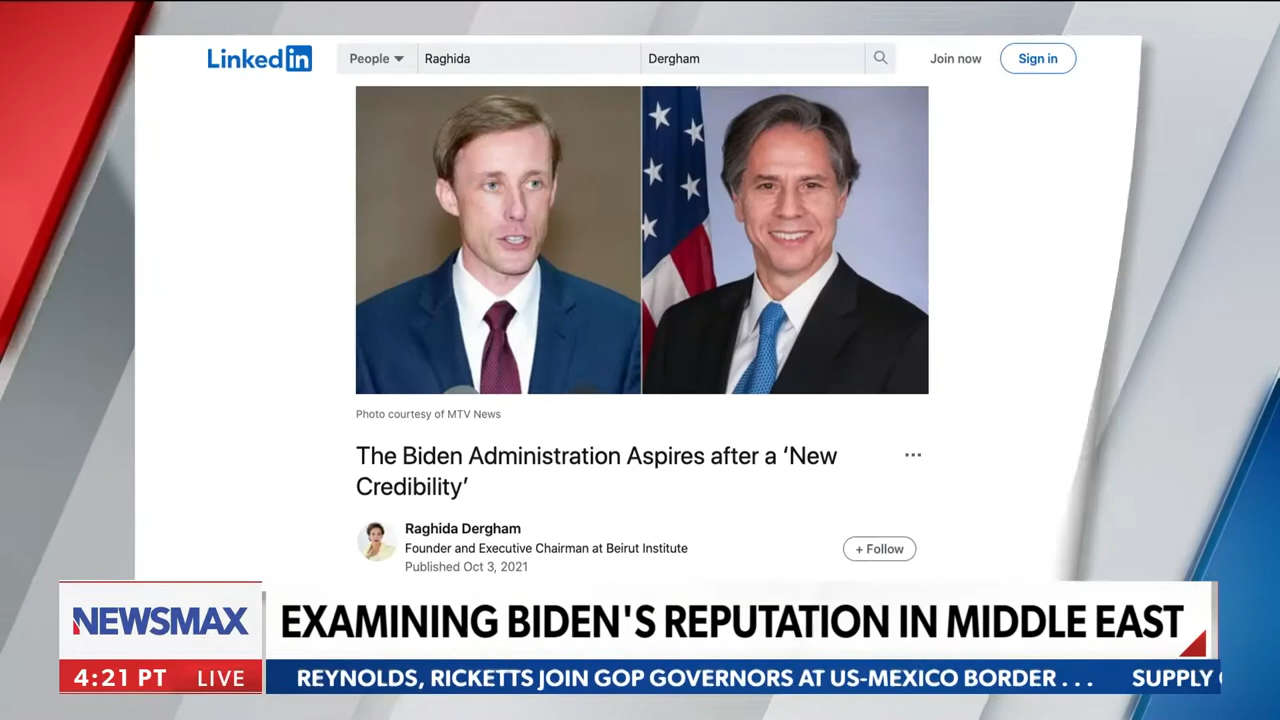 LinkedIn
People
Raghida
Dergham
Join now
Sign in
Photo courtesy of MTV News
The Biden Administration Aspires after a ‘New
Credibility’
...
Raghida Dergham
Founder and Executive Chairman at Beirut Institute
+ Follow
Published Oct 3, 2021
NEWSMAX
EXAMINING BIDEN'S REPUTATION IN MIDDLE EAST
4:21 PT LIVE
REYNOLDS, RICKETTS JOIN GOP GOVERNORS AT US-MEXICO BORDER . . . SUPPLY